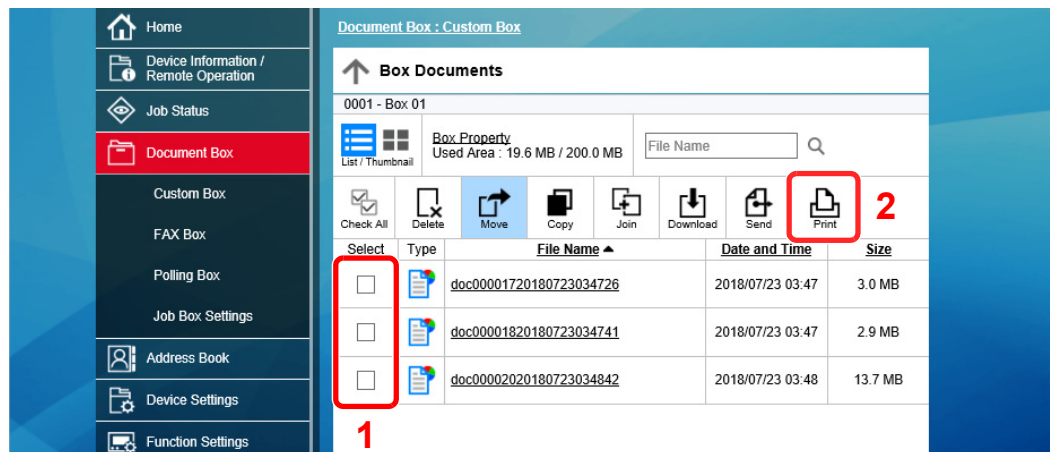 Home
Device Information /
Remote Operation
Job Status
Document Box
Custom Box
FAX Box
Polling Box
Job Box Settings
Address Book
Device Settings
Function Settings
Document Box : Custom Box
Box Documents
0001 - Box 01
List / Thumbnail
Box Property
Used Area : 19.6 MB / 200.0 MB
File Name
Check All Delete Move Copy Join Download Send Print
2
Select Type File Name Date and Time Size
doc00001720180723034726 2018/07/23 03:47 3.0 MB
doc00001820180723034741 2018/07/23 03:47 2.9 MB
doc00002020180723034842 2018/07/23 03:48 13.7 MB
1